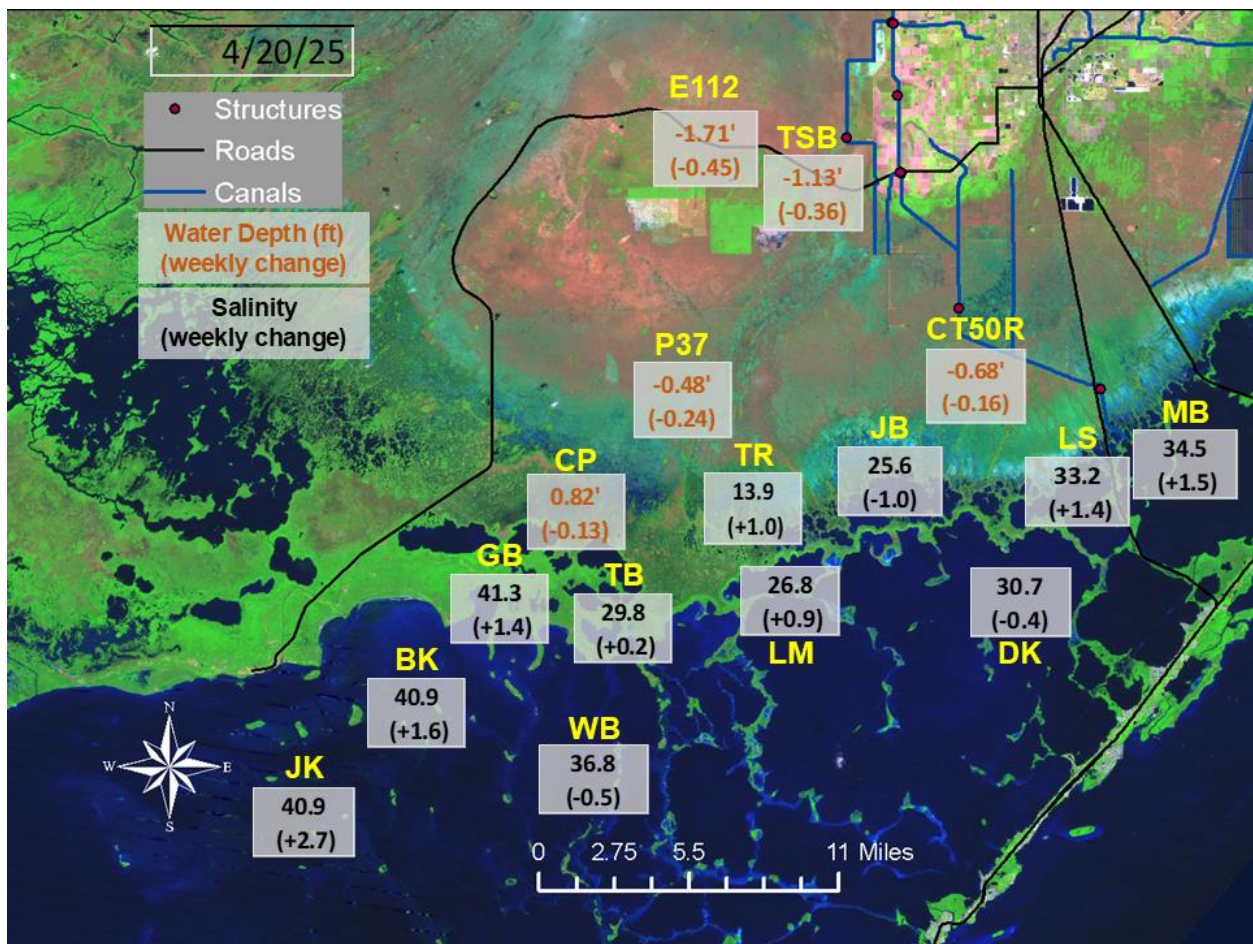 4/20/25
Structures
Roads
Canals
Water Depth (ft)
(weekly change)
Salinity
(weekly change)
E112
-1.71'
(-0.45)
TSB
-1.13'
(-0.36)
P37
-0.48'
(-0.24)
CT50R
-0.68'
(-0.16)
MB
34.5
(+1.5)
JB
25.6
(-1.0)
LS
33.2
(+1.4)
CP
0.82'
(-0.13)
TR
13.9
(+1.0)
GB
41.3
(+1.4)
TB
29.8
(+0.2)
26.8
(+0.9)
LM
30.7
(-0.4)
DK
BK
40.9
(+1.6)
WB
36.8
(-0.5)
JK
40.9
(+2.7)
N
W E
S
0 2.75 5.5 11 Miles